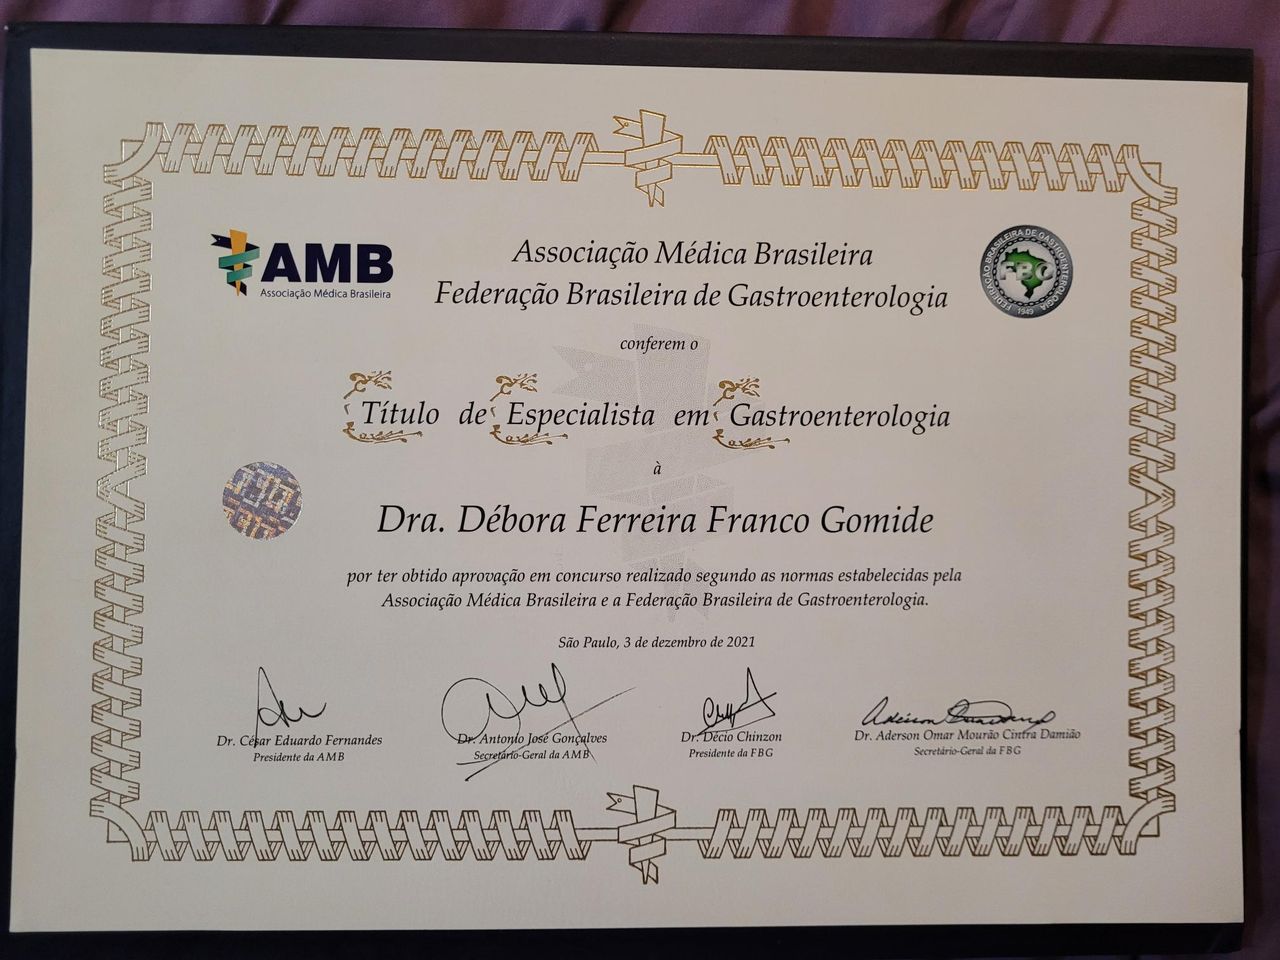 AMB
Associação Médica Brasileira
Associação Médica Brasileira
Federação Brasileira de Gastroenterologia
FEDERAÇÃO BRASILEIRA DE GASTROENTEROLOGIA
FBG
1949
conferem o
Título de Especialista em Gastroenterologia
à
Dra. Débora Ferreira Franco Gomide
por ter obtido aprovação em concurso realizado segundo as normas estabelecidas pela
Associação Médica Brasileira e a Federação Brasileira de Gastroenterologia.
São Paulo, 3 de dezembro de 2021
Dr. César Eduardo Fernandes
Presidente da AMB
Dr. Antonio José Gonçalves
Secretário-Geral da AMB
Dr. Décio Chinzon
Presidente da FBG
Dr. Aderson Omar Mourão Cintra Damião
Secretário-Geral da FBG